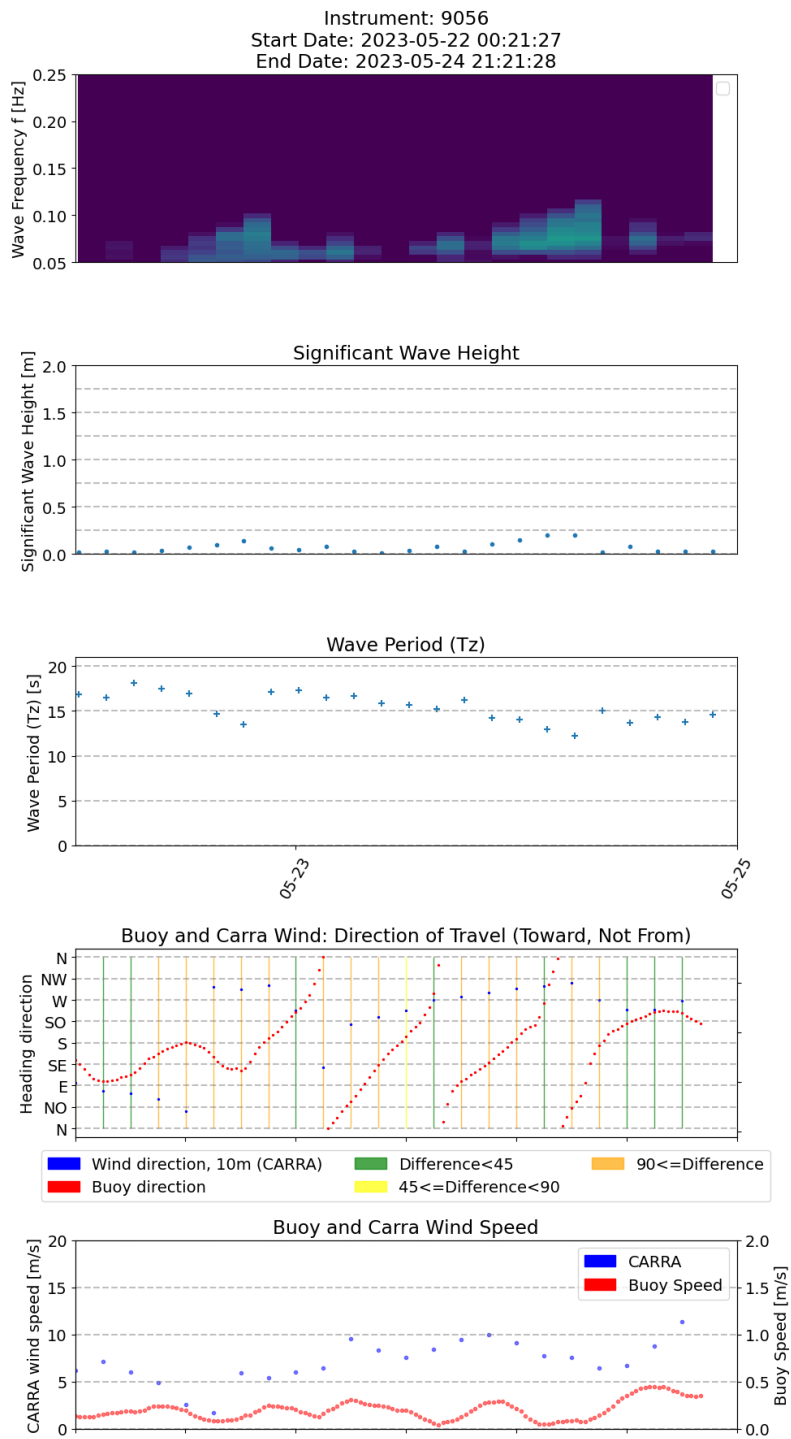 Instrument: 9056
Start Date: 2023-05-22 00:21:27
End Date: 2023-05-24 21:21:28
Wave Frequency f [Hz]
0.25
0.20
0.15
0.10
0.05
Significant Wave Height
Significant Wave Height [m]
2.0
1.5
1.0
0.5
0.0
Wave Period (Tz)
Wave Period (Tz) [s]
20
15
10
5
0
05-23
05-25
Buoy and Carra Wind: Direction of Travel (Toward, Not From)
Heading direction
N
NW
W
SO
S
SE
E
NO
N
Wind direction, 10m (CARRA)
Buoy direction
Difference<45
45<=Difference<90
90<=Difference
Buoy and Carra Wind Speed
CARRA wind speed [m/s]
20
15
10
5
0
CARRA
Buoy Speed
2.0
1.5
1.0
0.5
0.0
Buoy Speed [m/s]